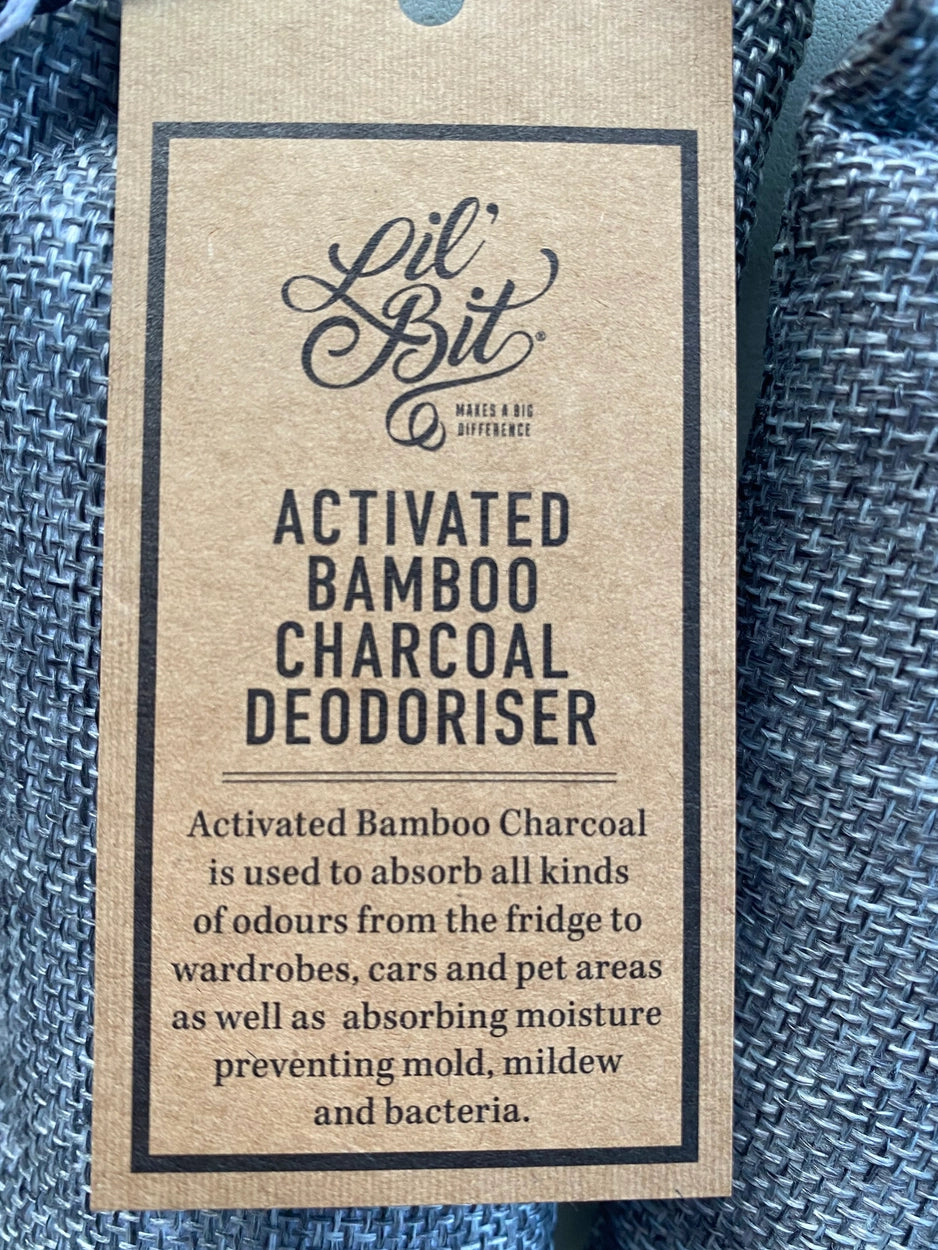 Lil'
Bit®
MAKES A BIG
DIFFERENCE
ACTIVATED
BAMBOO
CHARCOAL
DEODORISER
Activated Bamboo Charcoal
is used to absorb all kinds
of odours from the fridge to
wardrobes, cars and pet areas
as well as  absorbing moisture
preventing mold, mildew
and bacteria.